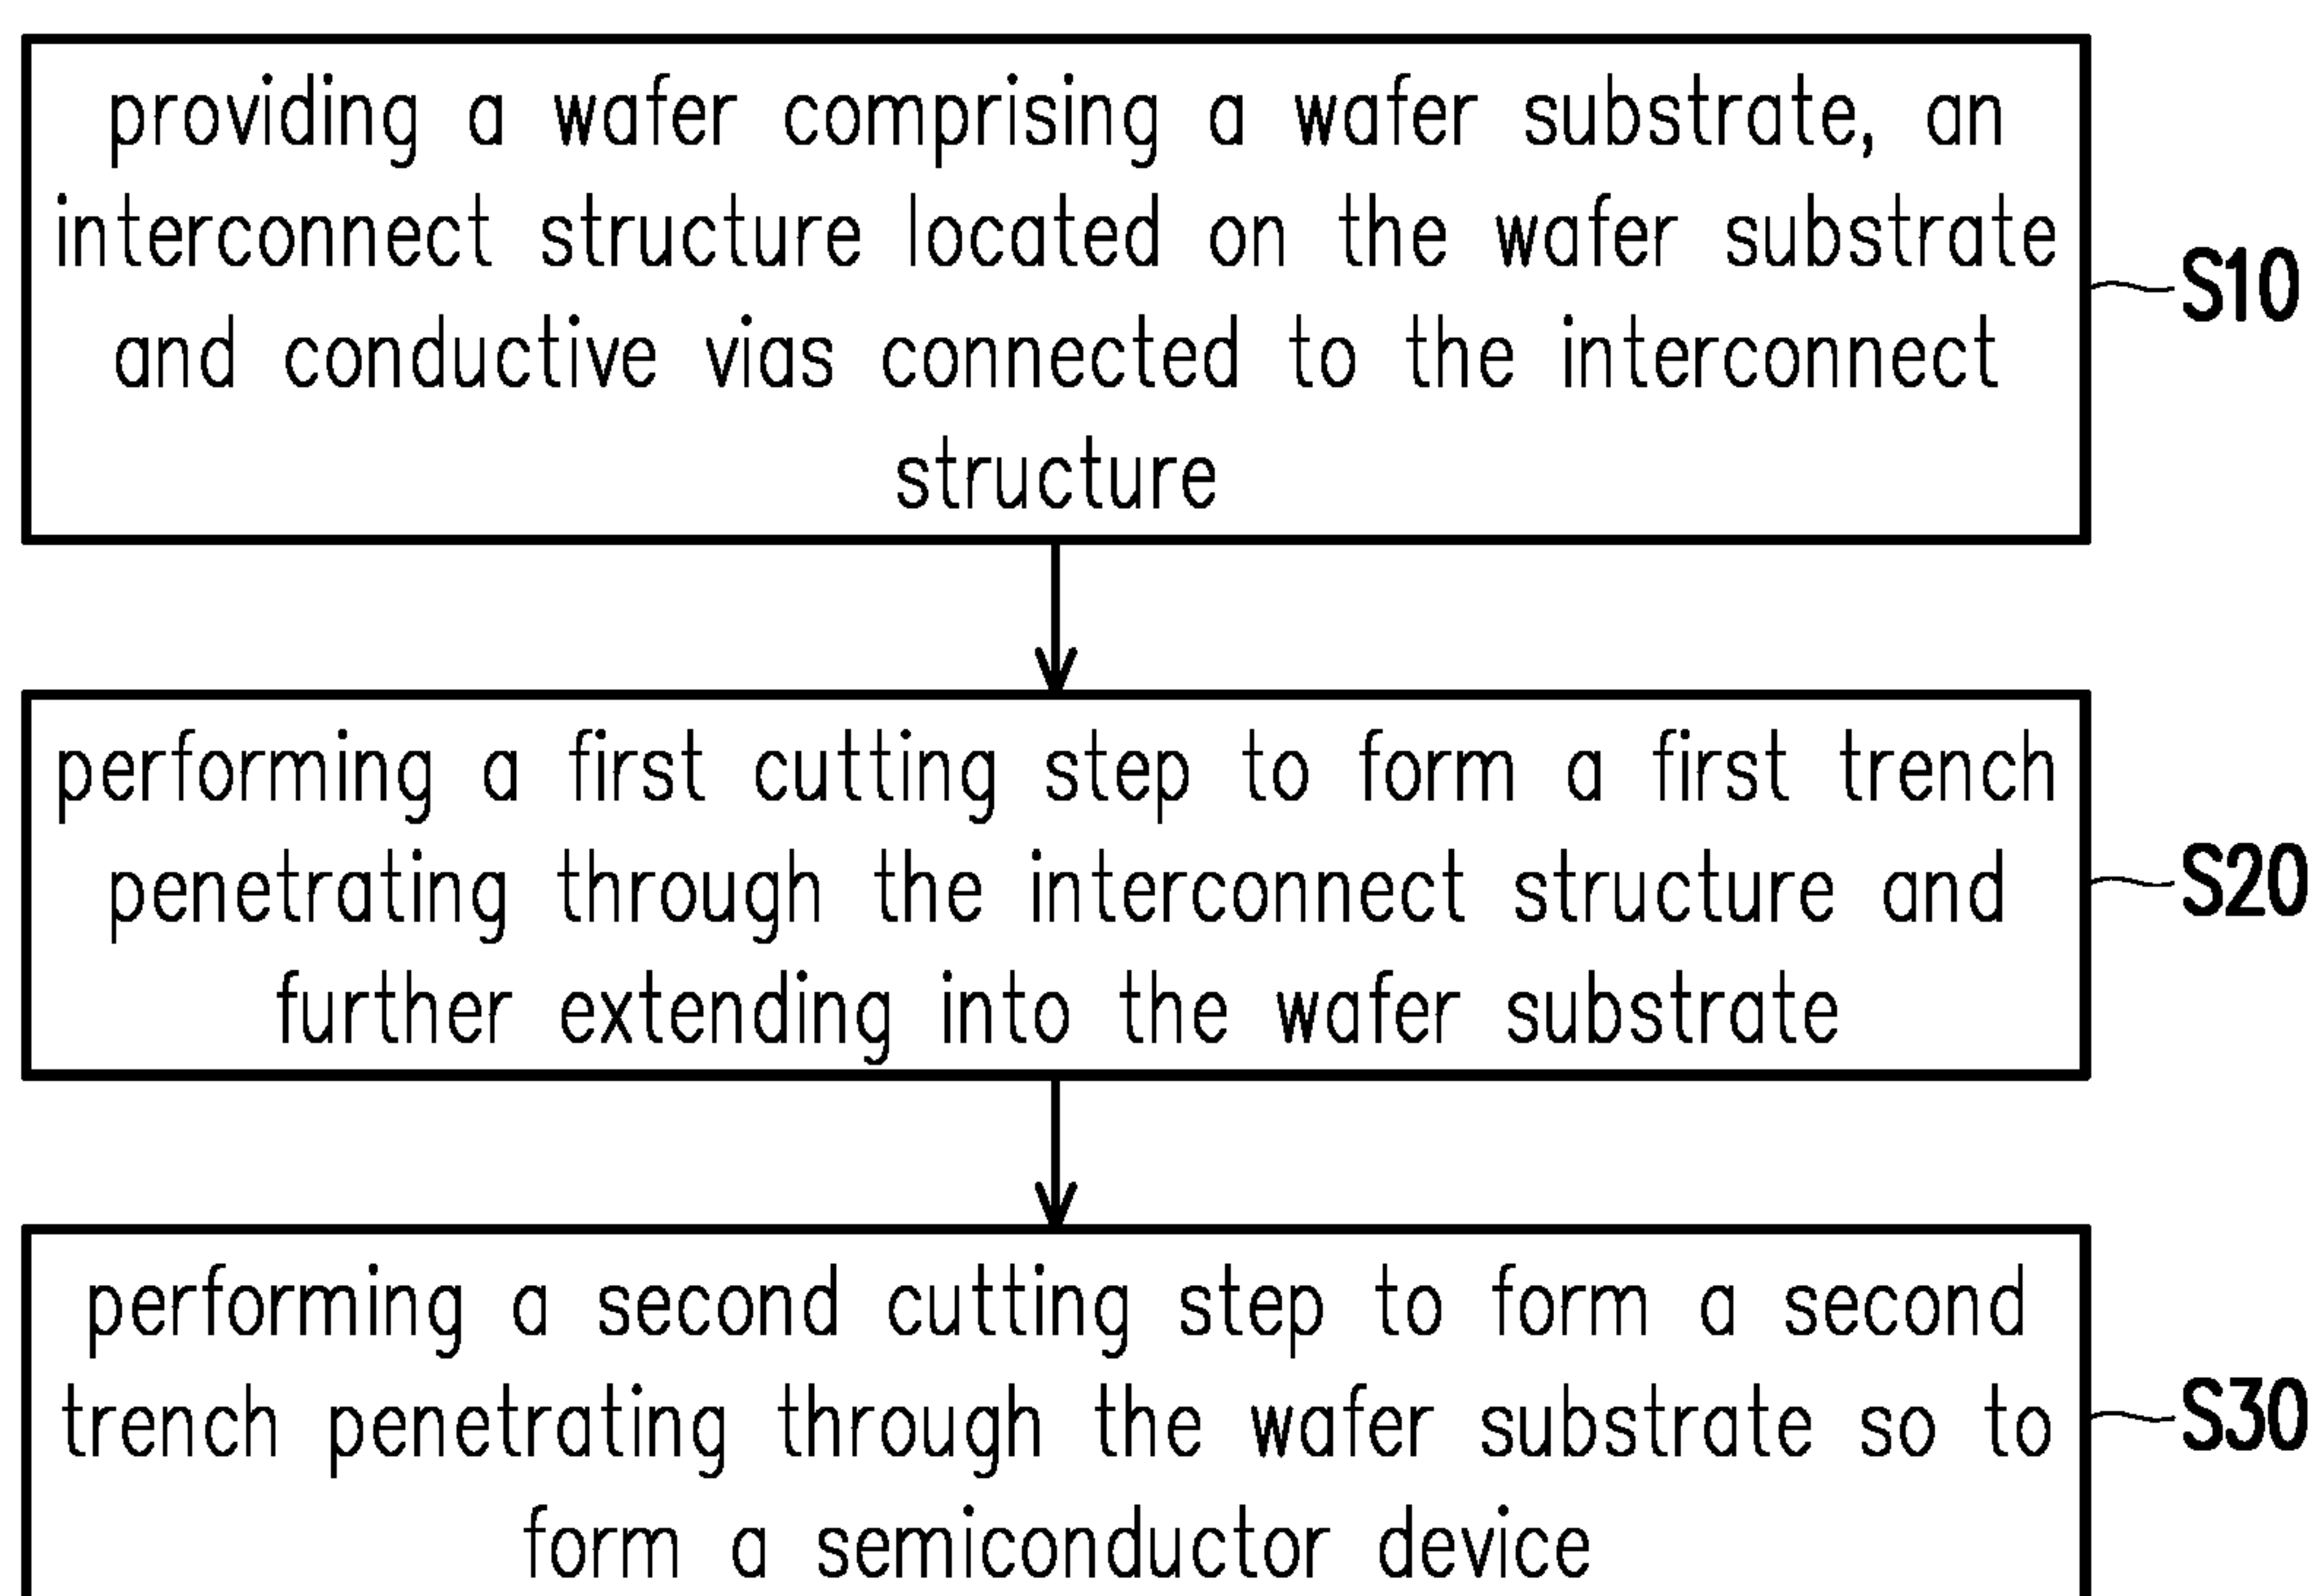 providing a wafer comprising a wafer substrate, an
interconnect structure located on the wafer substrate
and conductive vias connected to the interconnect
structure
S10
performing a first cutting step to form a first trench
penetrating through the interconnect structure and
further extending into the wafer substrate
S20
performing a second cutting step to form a second
trench penetrating through the wafer substrate so to
form a semiconductor device
S30